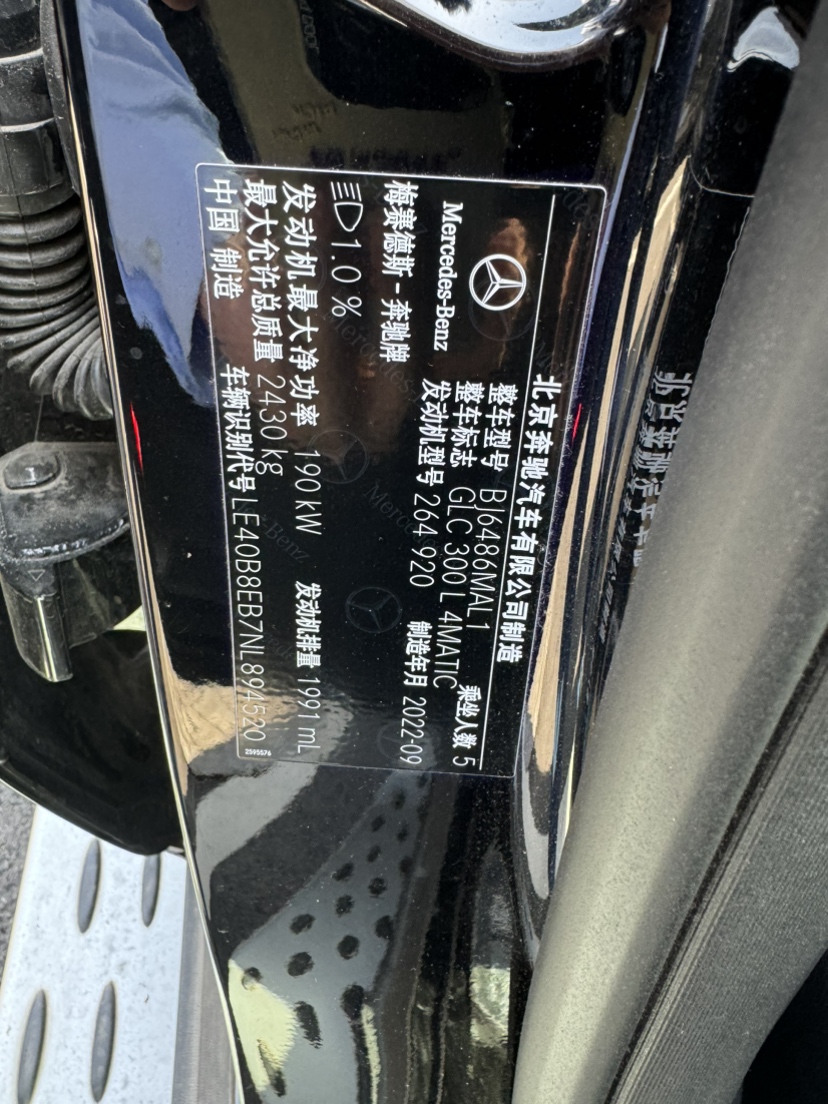 北京奔驰汽车有限公司制造
Mercedes-Benz
整车型号 BJ6486MAL1
整车标志 GLC 300 L 4MATIC 乘坐人数 5
发动机型号 264 920 制造年月 2022-09
梅赛德斯-奔驰牌
1.0 %
发动机最大净功率 190 kW 发动机排量 1991 mL
最大允许总质量 2430 kg
中国 制造 车辆识别代号 LE40B8EB7NL894520
2595576